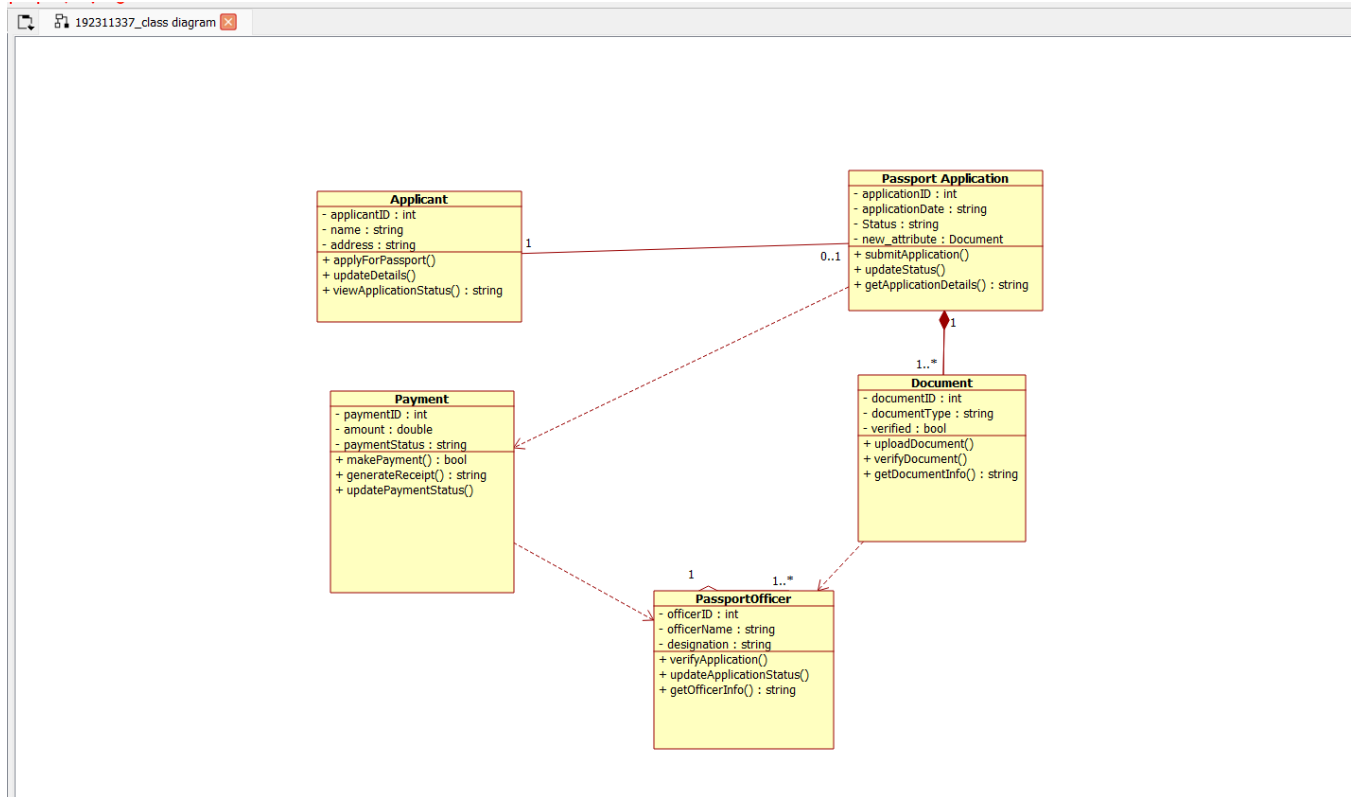 192311337_class diagram
Passport Application
- applicationID : int
- applicationDate : string
- Status : string
- new_attribute : Document
+ submitApplication()
+ updateStatus()
+ getApplicationDetails() : string
Applicant
- applicantID : int
- name : string
- address : string
+ applyForPassport()
+ updateDetails()
+ viewApplicationStatus() : string
1
0..1
1
1..*
Document
- documentID : int
- documentType : string
- verified : bool
+ uploadDocument()
+ verifyDocument()
+ getDocumentInfo() : string
Payment
- paymentID : int
- amount : double
- paymentStatus : string
+ makePayment() : bool
+ generateReceipt() : string
+ updatePaymentStatus()
1
1..*
PassportOfficer
- officerID : int
- officerName : string
- designation : string
+ verifyApplication()
+ updateApplicationStatus()
+ getOfficerInfo() : string